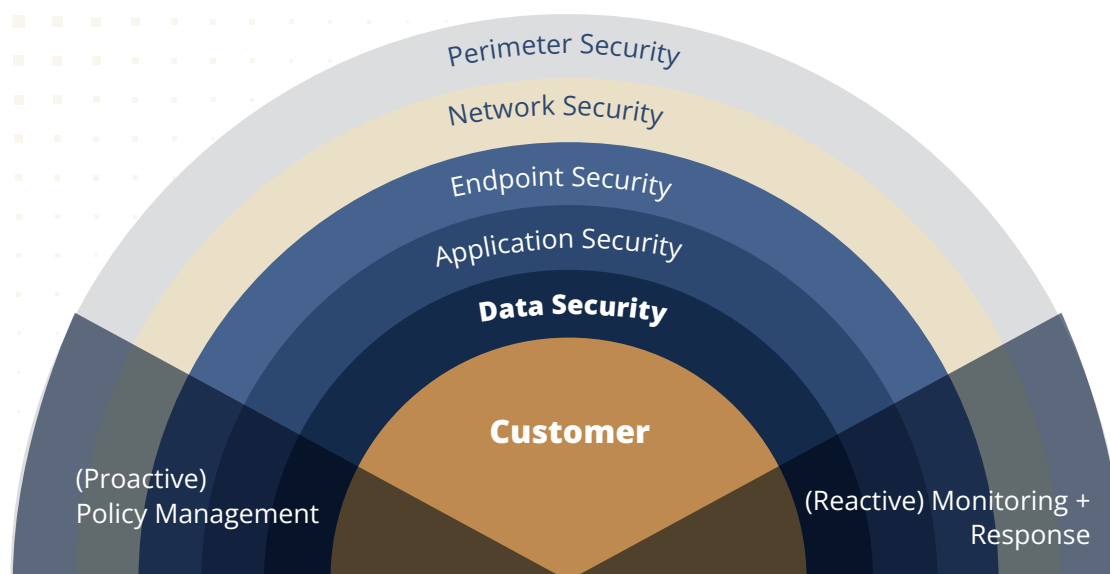 Perimeter Security
Network Security
Endpoint Security
Application Security
Data Security
Customer
(Proactive)
Policy Management
(Reactive) Monitoring +
Response